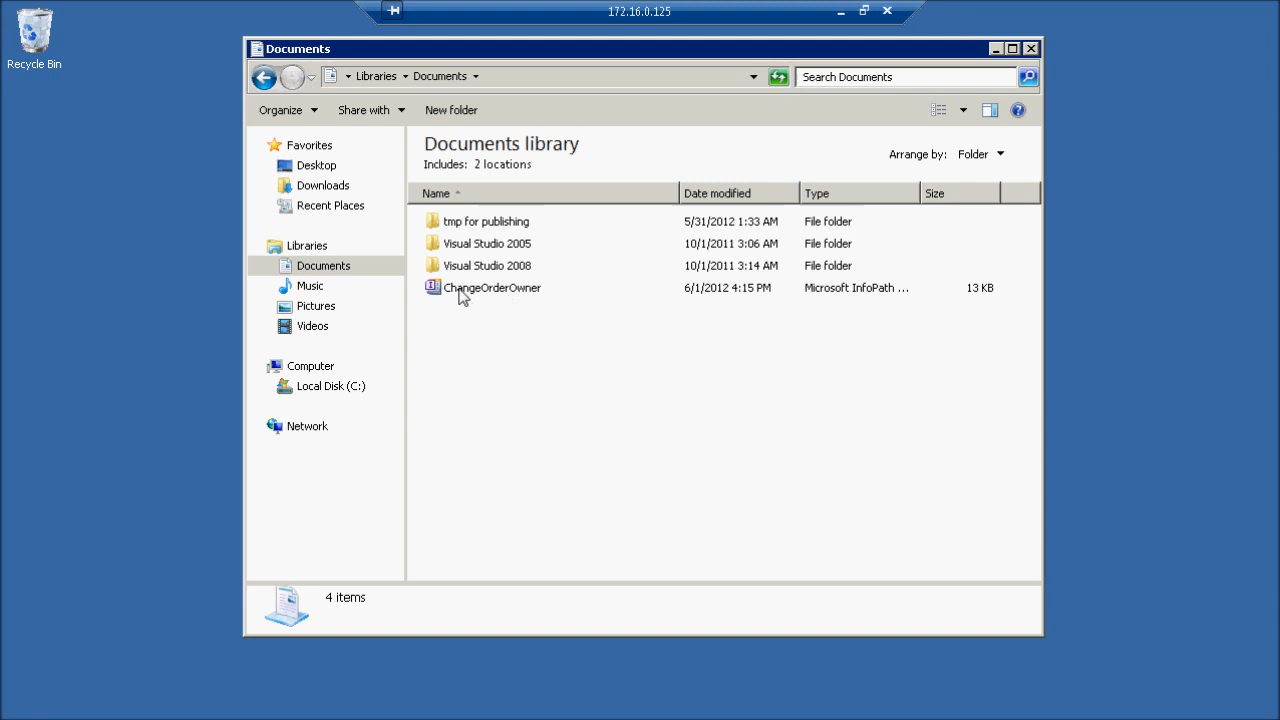 172.16.0.125
Recycle Bin
Documents
Libraries Documents
Search Documents
Organize Share with New folder
Favorites
Desktop
Downloads
Recent Places
Libraries
Documents
Music
Pictures
Videos
Computer
Local Disk (C:)
Network
Documents library
Includes: 2 locations
Arrange by: Folder
Name Date modified Type Size
tmp for publishing 5/31/2012 1:33 AM File folder
Visual Studio 2005 10/1/2011 3:06 AM File folder
Visual Studio 2008 10/1/2011 3:14 AM File folder
ChangeOrderOwner 6/1/2012 4:15 PM Microsoft InfoPath ... 13 KB
4 items